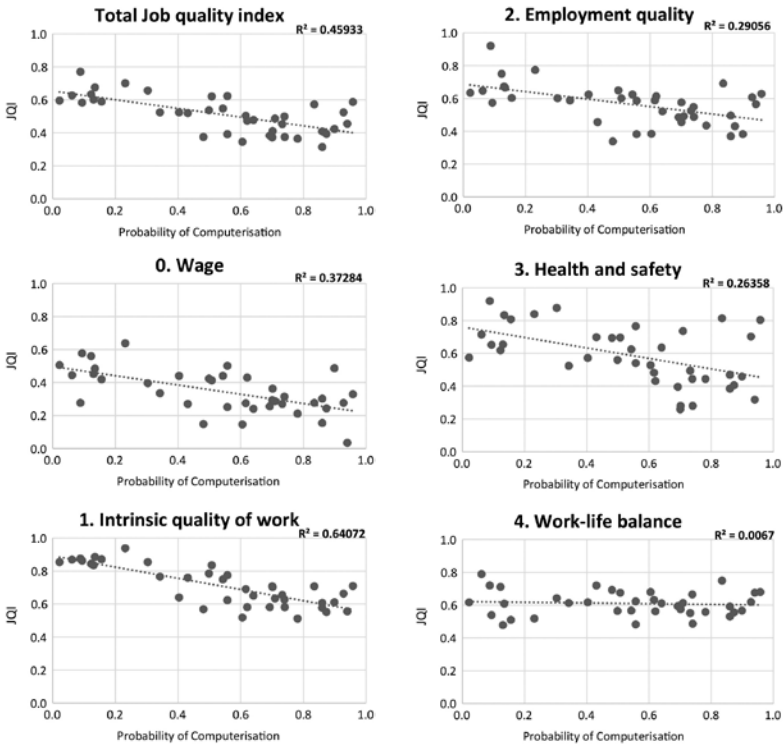 Total Job quality index
R² = 0.45933
1.0
0.8
0.6
0.4
0.2
0.0
JQI
0.0 0.2 0.4 0.6 0.8 1.0
Probability of Computerisation
2. Employment quality
R² = 0.29056
1.0
0.8
0.6
0.4
0.2
0.0
JQI
0.0 0.2 0.4 0.6 0.8 1.0
Probability of Computerisation
0. Wage
R² = 0.37284
1.0
0.8
0.6
0.4
0.2
0.0
JQI
0.0 0.2 0.4 0.6 0.8 1.0
Probability of Computerisation
3. Health and safety
R² = 0.26358
1.0
0.8
0.6
0.4
0.2
0.0
JQI
0.0 0.2 0.4 0.6 0.8 1.0
Probability of Computerisation
1. Intrinsic quality of work
R² = 0.64072
1.0
0.8
0.6
0.4
0.2
0.0
JQI
0.0 0.2 0.4 0.6 0.8 1.0
Probability of Computerisation
4. Work-life balance
R² = 0.0067
1.0
0.8
0.6
0.4
0.2
0.0
JQI
0.0 0.2 0.4 0.6 0.8 1.0
Probability of Computerisation